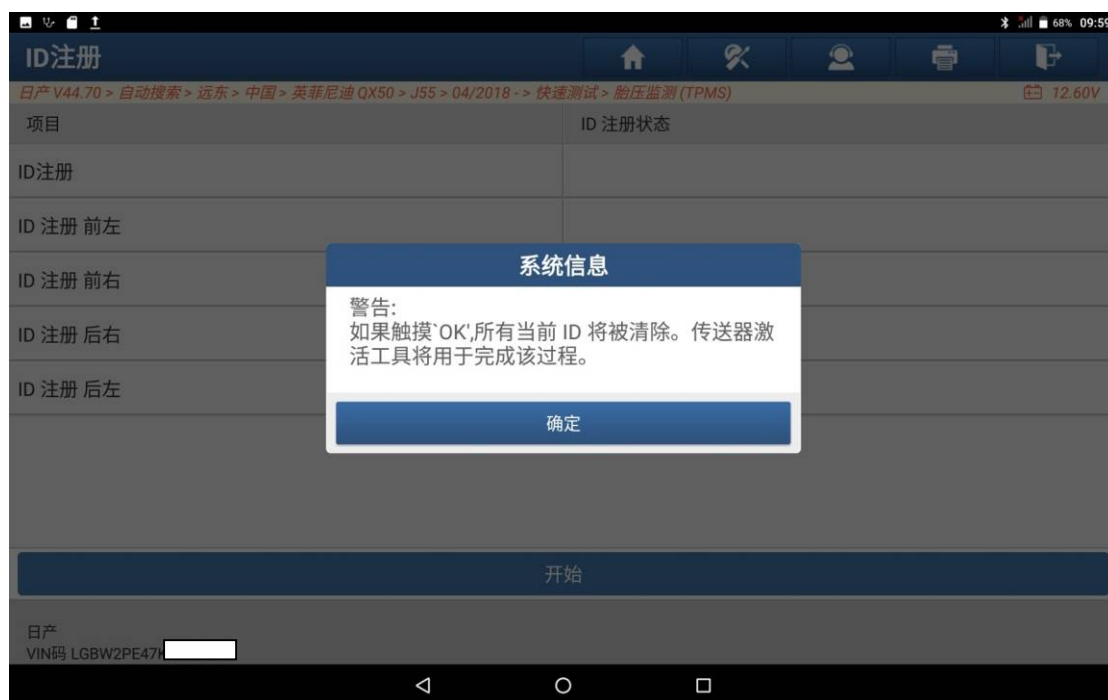 68% 09:59
ID注册
日产 V44.70 > 自动搜索 > 远东 > 中国 > 英菲尼迪 QX50 > J55 > 04/2018 - > 快速测试 > 胎压监测 (TPMS) 12.60V
项目 ID 注册状态
ID注册
ID 注册 前左
ID 注册 前右
ID 注册 后右
ID 注册 后左
系统信息
警告:
如果触摸`OK',所有当前 ID 将被清除。传送器激
活工具将用于完成该过程。
确定
开始
日产
VIN码 LGBW2PE47K